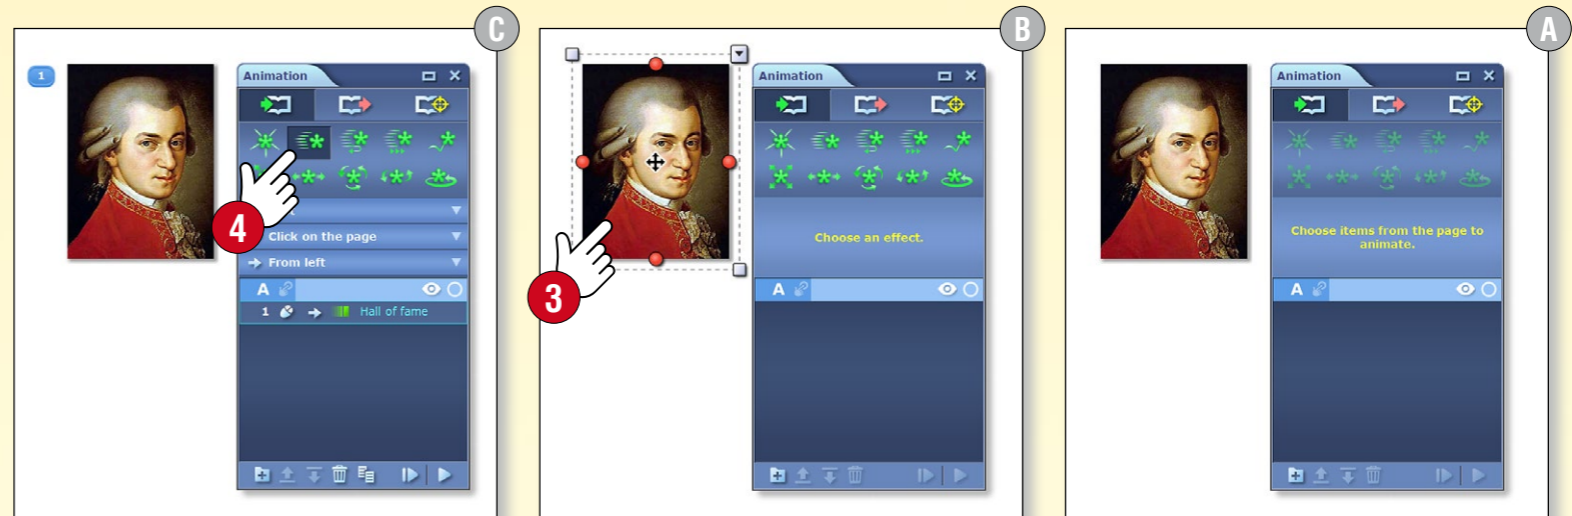 C
1
Animation
4
Click on the page
From left
A
1 Hall of fame
B
Animation
3
Choose an effect.
A
A
Animation
Choose items from the page to
animate.
A